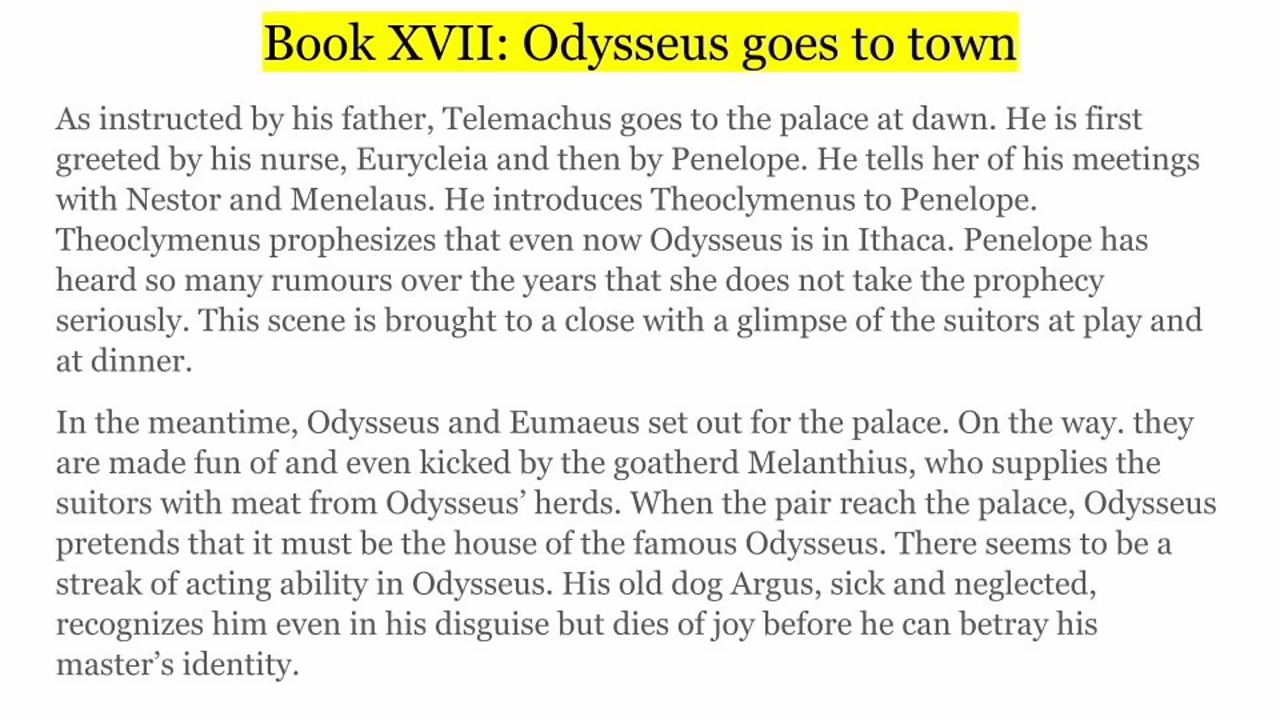 Book XVII: Odysseus goes to town
As instructed by his father, Telemachus goes to the palace at dawn. He is first
greeted by his nurse, Eurycleia and then by Penelope. He tells her of his meetings
with Nestor and Menelaus. He introduces Theoclymenus to Penelope.
Theoclymenus prophesizes that even now Odysseus is in Ithaca. Penelope has
heard so many rumours over the years that she does not take the prophecy
seriously. This scene is brought to a close with a glimpse of the suitors at play and
at dinner.
In the meantime, Odysseus and Eumaeus set out for the palace. On the way. they
are made fun of and even kicked by the goatherd Melanthius, who supplies the
suitors with meat from Odysseus’ herds. When the pair reach the palace, Odysseus
pretends that it must be the house of the famous Odysseus. There seems to be a
streak of acting ability in Odysseus. His old dog Argus, sick and neglected,
recognizes him even in his disguise but dies of joy before he can betray his
master’s identity.